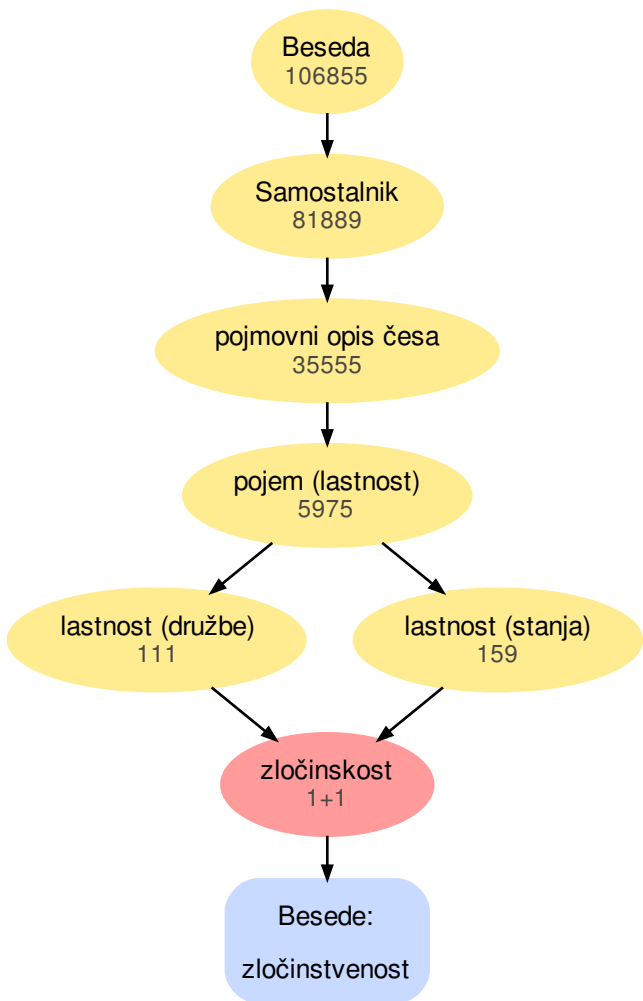 Beseda
106855
Samostalnik
81889
pojmovni opis česa
35555
pojem (lastnost)
5975
lastnost (družbe)
111
lastnost (stanja)
159
zločinskost
1+1
Besede:
zločinstvenost